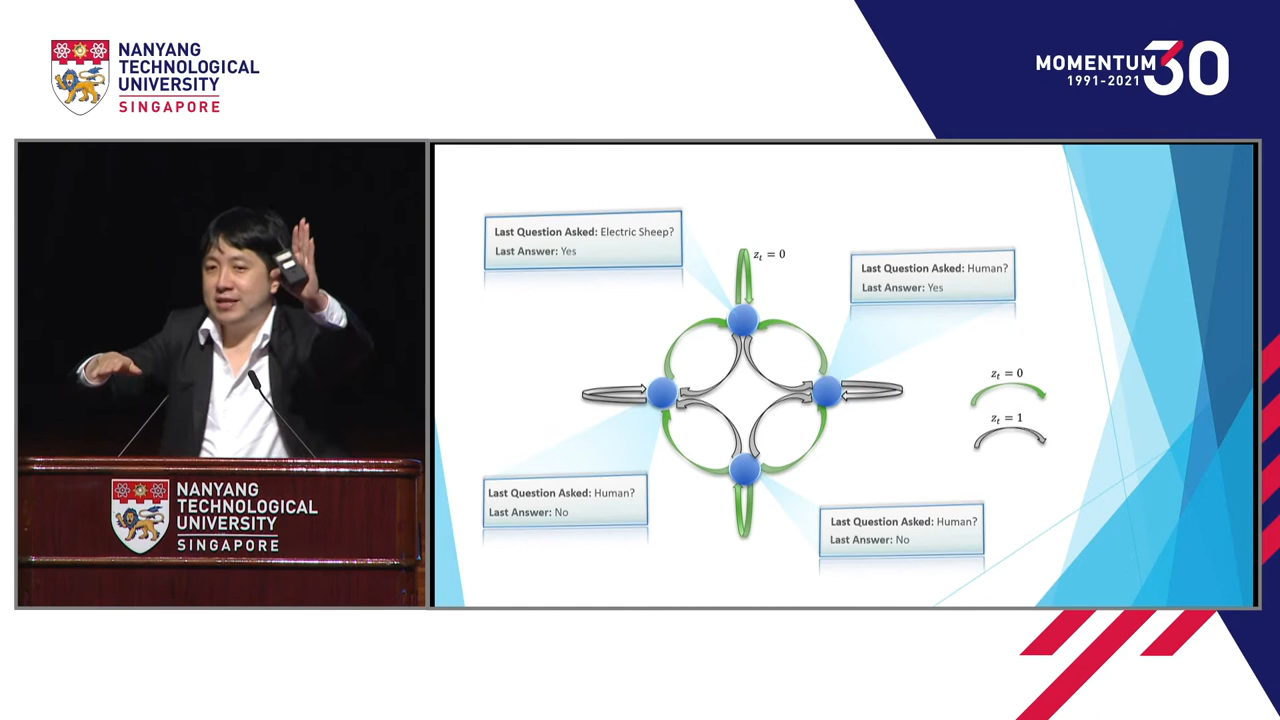 NANYANG
TECHNOLOGICAL
UNIVERSITY
SINGAPORE
MOMENTUM 30
1991-2021
Last Question Asked: Electric Sheep?
Last Answer: Yes
z_t = 0
Last Question Asked: Human?
Last Answer: Yes
z_t = 0
z_t = 1
Last Question Asked: Human?
Last Answer: No
Last Question Asked: Human?
Last Answer: No
NANYANG
TECHNOLOGICAL
UNIVERSITY
SINGAPORE